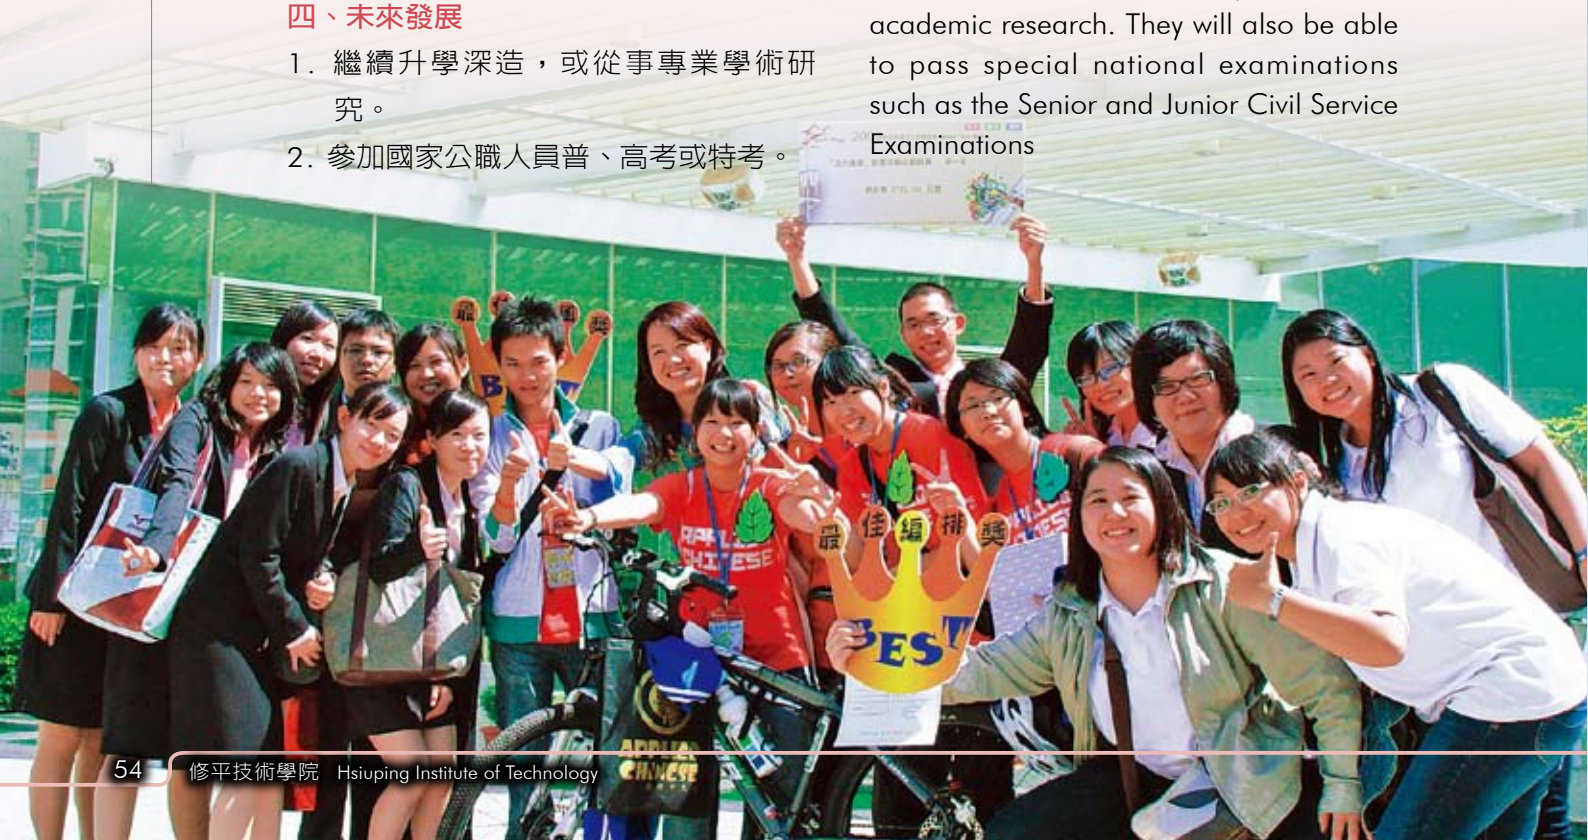 四、未來發展
1. 繼續升學深造，或從事專業學術研
究。
2. 參加國家公職人員普、高考或特考。
academic research. They will also be able
to pass special national examinations
such as the Senior and Junior Civil Service
Examinations
最 獎
最佳編排獎
BEST
APPLIED
CHINESE
54 修平技術學院 Hsiuping Institute of Technology